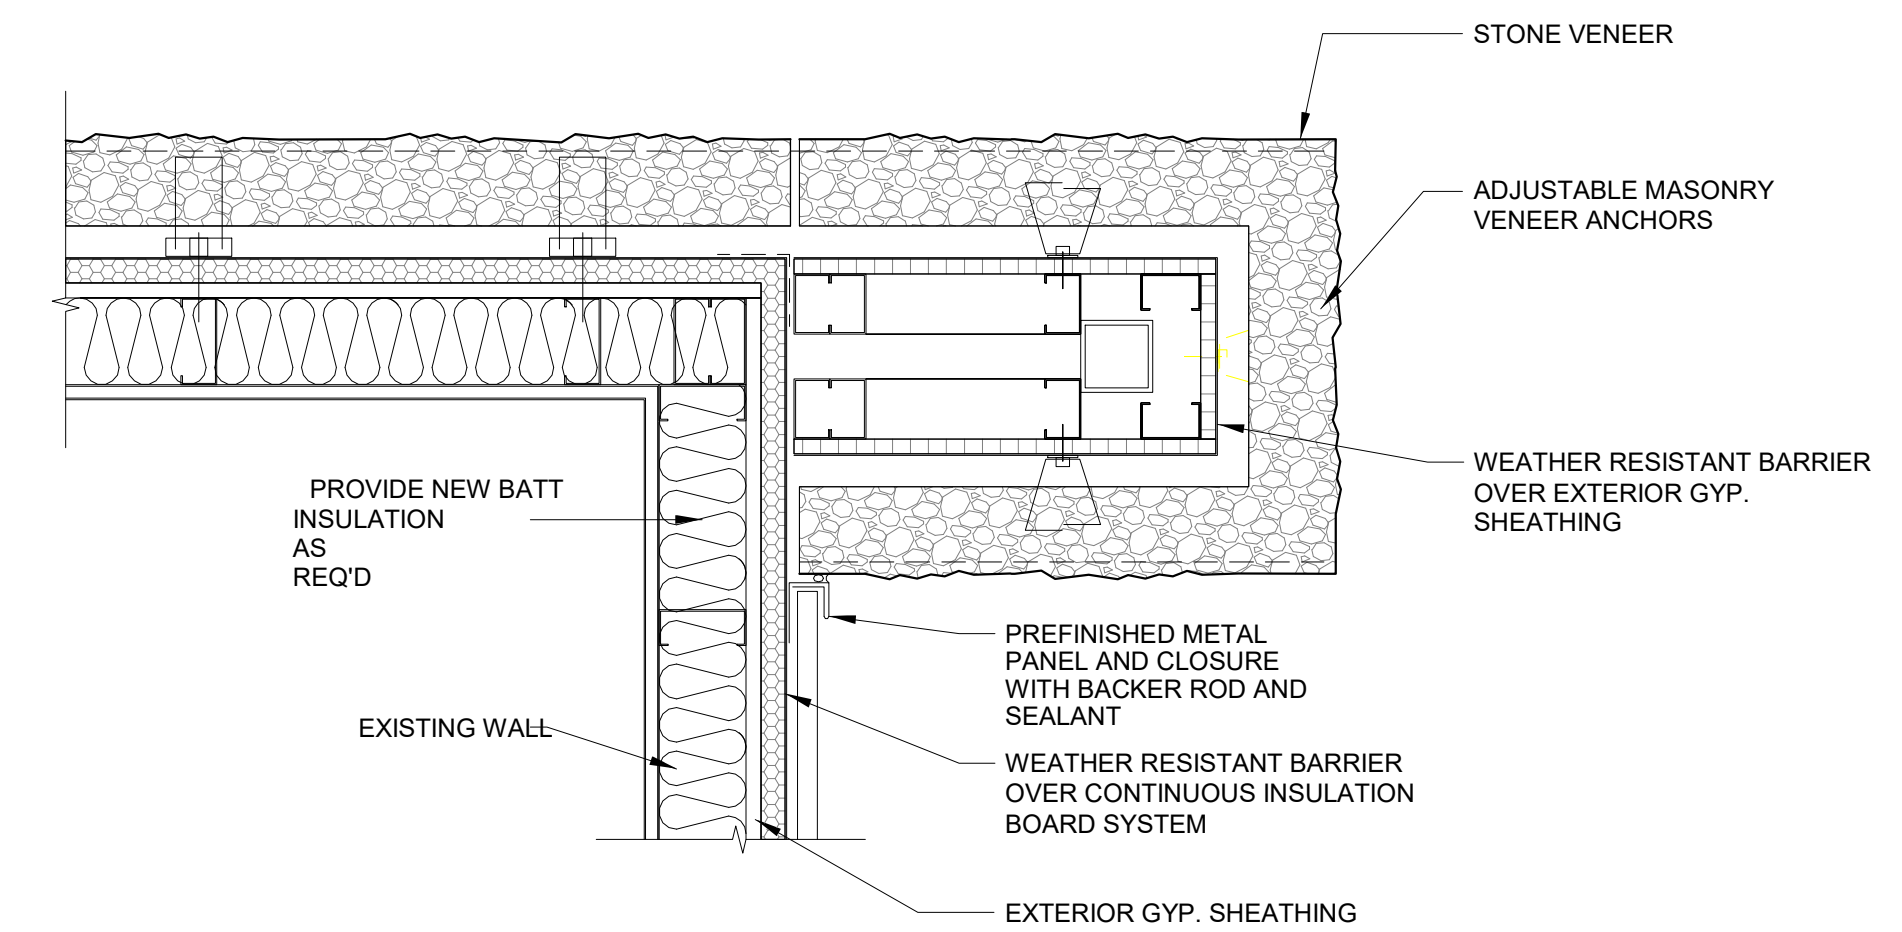 STONE VENEER
ADJUSTABLE MASONRY
VENEER ANCHORS
WEATHER RESISTANT BARRIER
OVER EXTERIOR GYP.
SHEATHING
PROVIDE NEW BATT
INSULATION
AS
REQ'D
PREFINISHED METAL
PANEL AND CLOSURE
WITH BACKER ROD AND
SEALANT
EXISTING WALL
WEATHER RESISTANT BARRIER
OVER CONTINUOUS INSULATION
BOARD SYSTEM
EXTERIOR GYP. SHEATHING